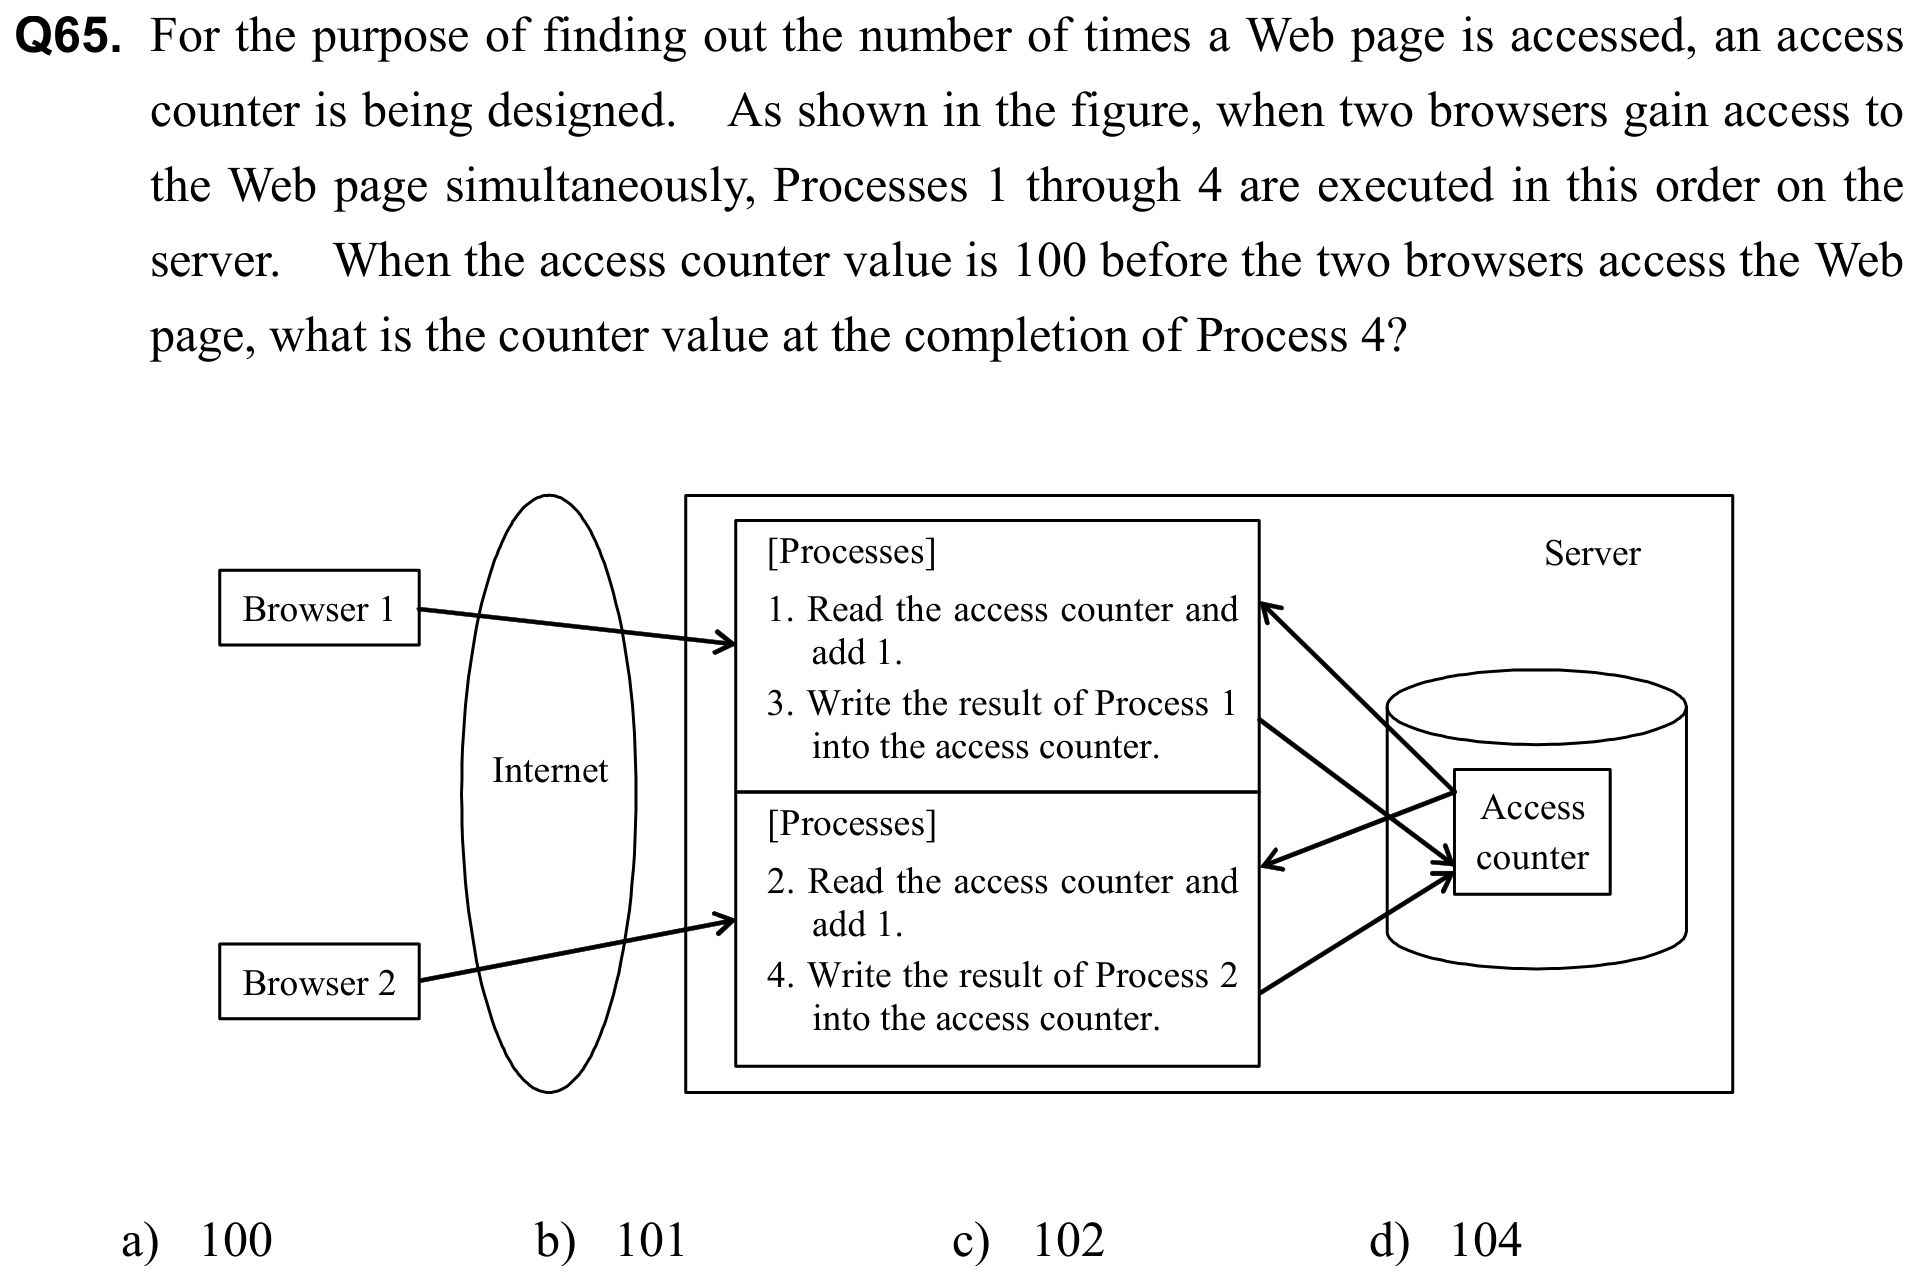 Q65. For the purpose of finding out the number of times a Web page is accessed, an access
counter is being designed. As shown in the figure, when two browsers gain access to
the Web page simultaneously, Processes 1 through 4 are executed in this order on the
server. When the access counter value is 100 before the two browsers access the Web
page, what is the counter value at the completion of Process 4?
Browser 1
Browser 2
Internet
Server
[Processes]
1. Read the access counter and
add 1.
3. Write the result of Process 1
into the access counter.
[Processes]
2. Read the access counter and
add 1.
4. Write the result of Process 2
into the access counter.
Access
counter
a) 100 b) 101 c) 102 d) 104